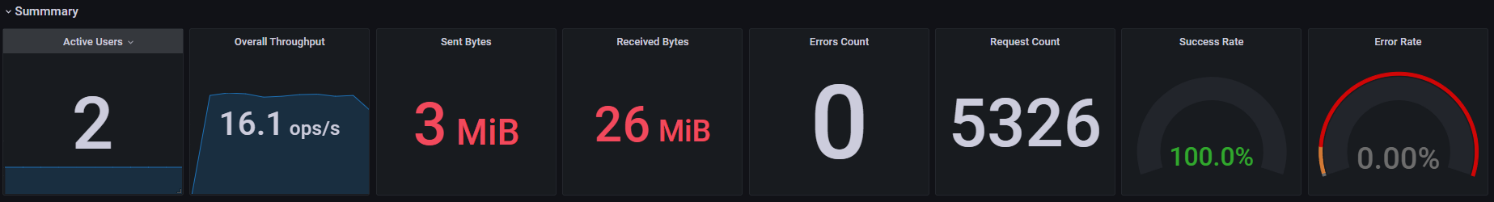 Summmary
Active Users
Overall Throughput
Sent Bytes
Received Bytes
Errors Count
Request Count
Success Rate
Error Rate
2
16.1 ops/s
3 MiB
26 MiB
0
5326
100.0%
0.00%